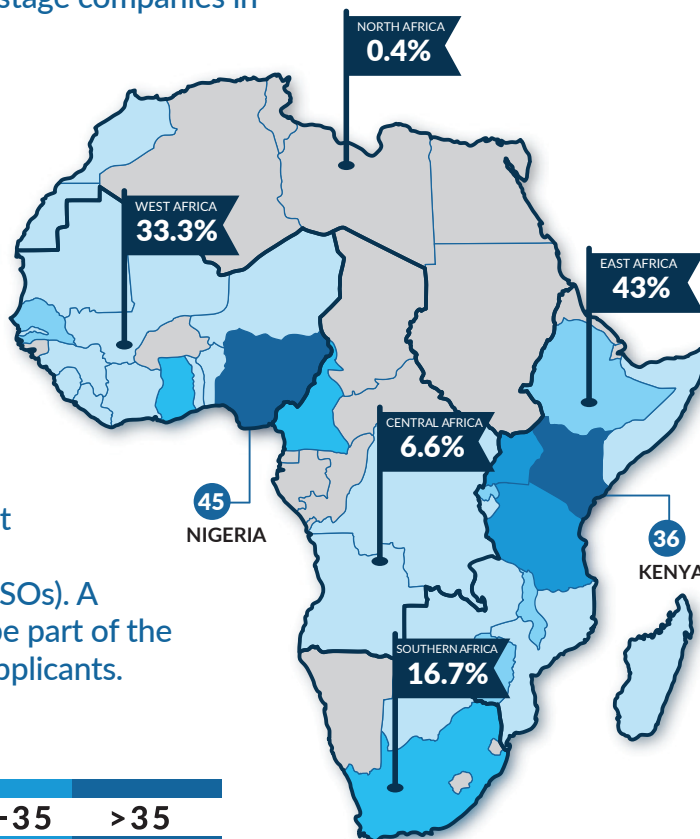 stage companies in
NORTH AFRICA
0.4%
WEST AFRICA
33.3%
EAST AFRICA
43%
CENTRAL AFRICA
6.6%
45
NIGERIA
36
KENYA
SOs). A
be part of the
pplicants.
SOUTHERN AFRICA
16.7%
-35
>35